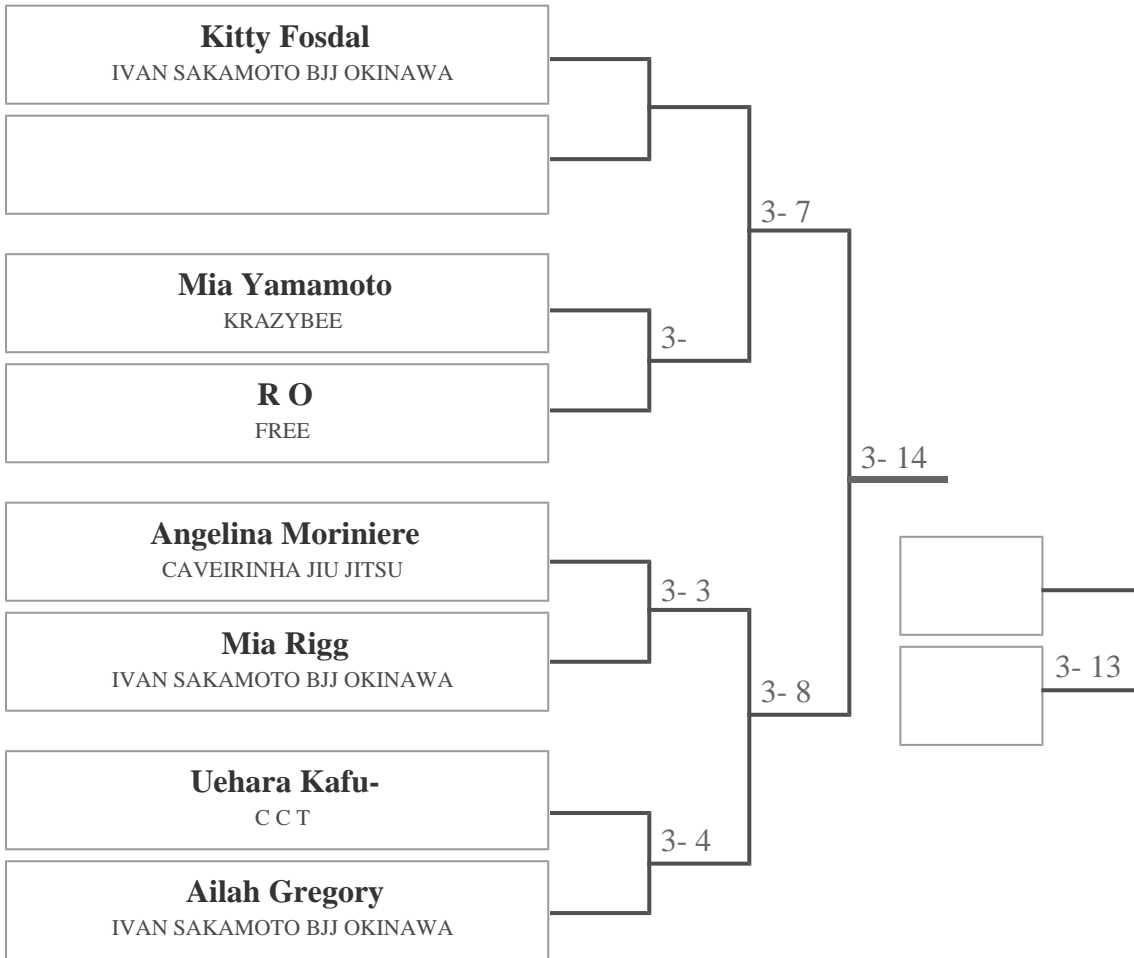 Kitty Fosdal
IVAN SAKAMOTO BJJ OKINAWA
3- 7
Mia Yamamoto
KRAZYBEE
3-
R O
FREE
3- 14
Angelina Moriniere
CAVEIRINHA JIU JITSU
3- 3
Mia Rigg
IVAN SAKAMOTO BJJ OKINAWA
3- 8
3- 13
Uehara Kafu-
C C T
3- 4
Ailah Gregory
IVAN SAKAMOTO BJJ OKINAWA